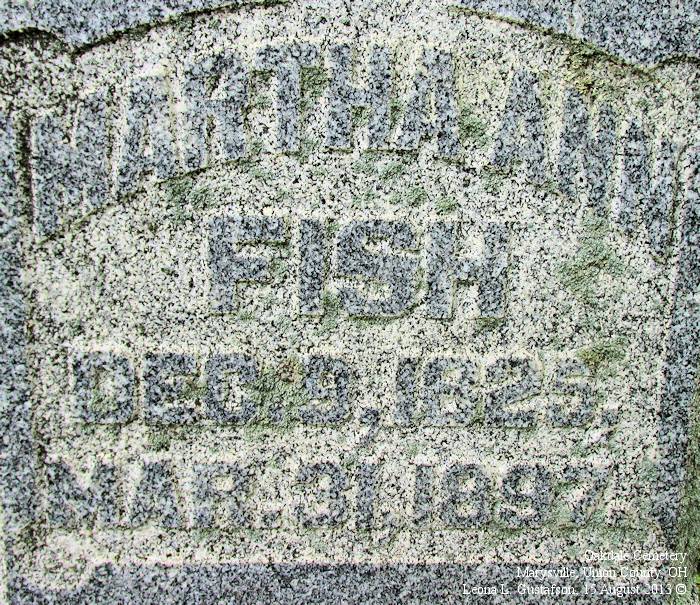 MARTHA ANN
FISH
DEC. 9, 1825.
MAR. 31, 1897.
Oakdale Cemetery
Marysville, Union County, OH
Leona L. Gustafson, 15 August 2013 ©